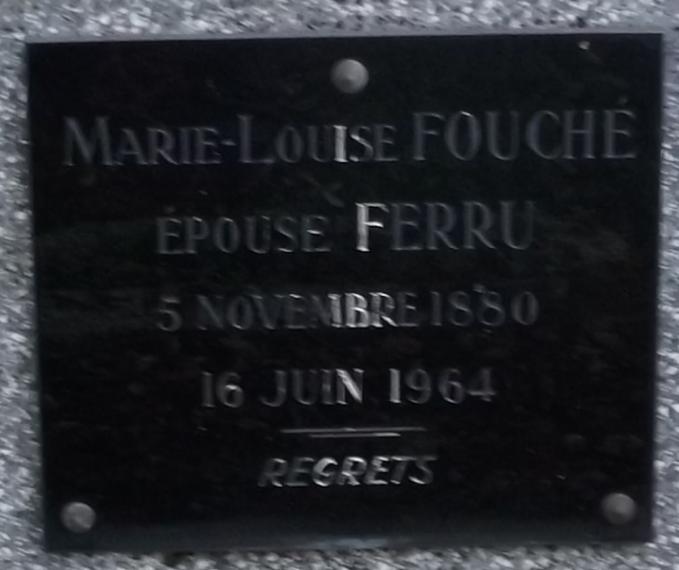 MARIE-LOUISE FOUCHÉ
ÉPOUSE FERRU
5 NOVEMBRE 1880
16 JUIN 1964
REGRETS